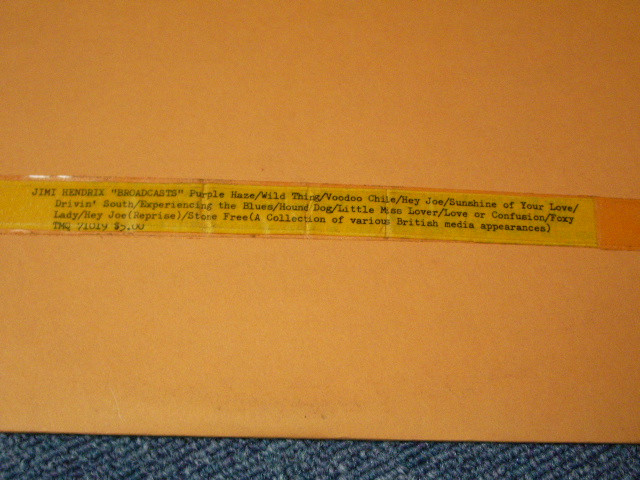 JIMI HENDRIX "BROADCASTS" Purple Haze/Wild Thing/Voodoo Chile/Hey Joe/Sunshine of Your Love/
Drivin' South/Experiencing the Blues/Hound Dog/Little Miss Lover/Love or Confusion/Foxy
Lady/Hey Joe(Reprise)/Stone Free(A Collection of various British media appearances)
TMQ 71019 $5.00